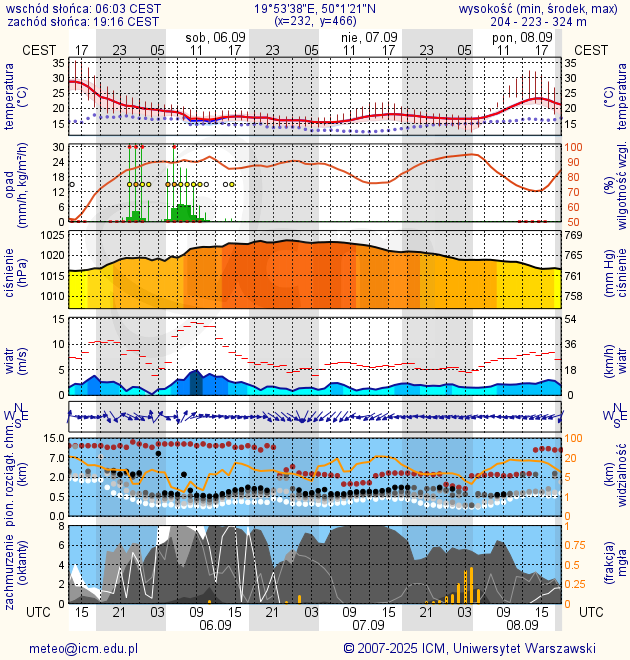 wschód słońca: 06:03 CEST 19°53'38"E, 50°1'21"N wysokość (min, środek, max)
zachód słońca: 19:16 CEST (x=232, y=466) 204 - 223 - 324 m
sob, 06.09 nie, 07.09 pon, 08.09
CEST 17 23 05 11 17 23 05 11 17 23 05 11 17 CEST
temperatura (°C) 35 30 25 20 15 35 30 25 20 15 (°C) temperatura
opad (mm/h, kg/m²/h) 30 24 18 12 6 0 100 90 80 70 60 50 (%) wilgotność wzgl.
ciśnienie (hPa) 1025 1020 1015 1010 769 765 761 758 (mm Hg) ciśnienie
wiatr (m/s) 15 10 5 0 54 36 18 0 (km/h) wiatr
N W E S N W E S
pion. rozciągł. chm. (km) 15.0 7.0 2.0 0.5 0.0 100 20 5 1 0 (km) widzialność
zachmurzenie (oktanty) 8 6 4 2 0 1 0.75 0.5 0.25 0 (frakcja) mgła
UTC 15 21 03 09 15 21 03 09 15 21 03 09 15 UTC
06.09 07.09 08.09
meteo@icm.edu.pl © 2007-2025 ICM, Uniwersytet Warszawski